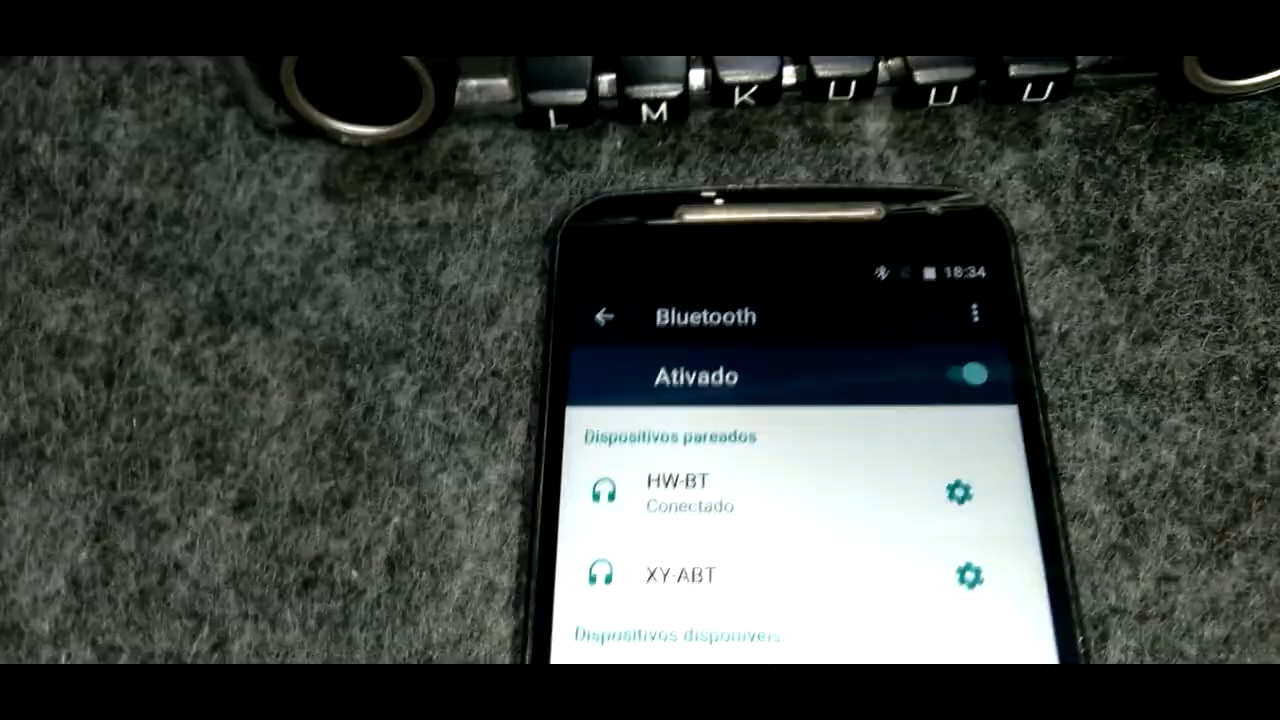 L M K U U U
18:34
Bluetooth
Ativado
Dispositivos pareados
HW-BT
Conectado
XY-ABT
Dispositivos disponíveis